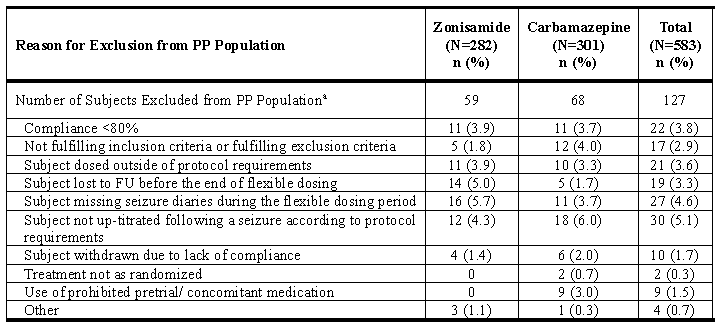 Reason for Exclusion from PP Population Zonisamide (N=282) n (%) Carbamazepine (N=301) n (%) Total (N=583) n (%)
Number of Subjects Excluded from PP Populationᵃ 59 68 127
Compliance <80% 11 (3.9) 11 (3.7) 22 (3.8)
Not fulfilling inclusion criteria or fulfilling exclusion criteria 5 (1.8) 12 (4.0) 17 (2.9)
Subject dosed outside of protocol requirements 11 (3.9) 10 (3.3) 21 (3.6)
Subject lost to FU before the end of flexible dosing 14 (5.0) 5 (1.7) 19 (3.3)
Subject missing seizure diaries during the flexible dosing period 16 (5.7) 11 (3.7) 27 (4.6)
Subject not up-titrated following a seizure according to protocol 12 (4.3) 18 (6.0) 30 (5.1)
requirements
Subject withdrawn due to lack of compliance 4 (1.4) 6 (2.0) 10 (1.7)
Treatment not as randomized 0 2 (0.7) 2 (0.3)
Use of prohibited pretrial/ concomitant medication 0 9 (3.0) 9 (1.5)
Other 3 (1.1) 1 (0.3) 4 (0.7)